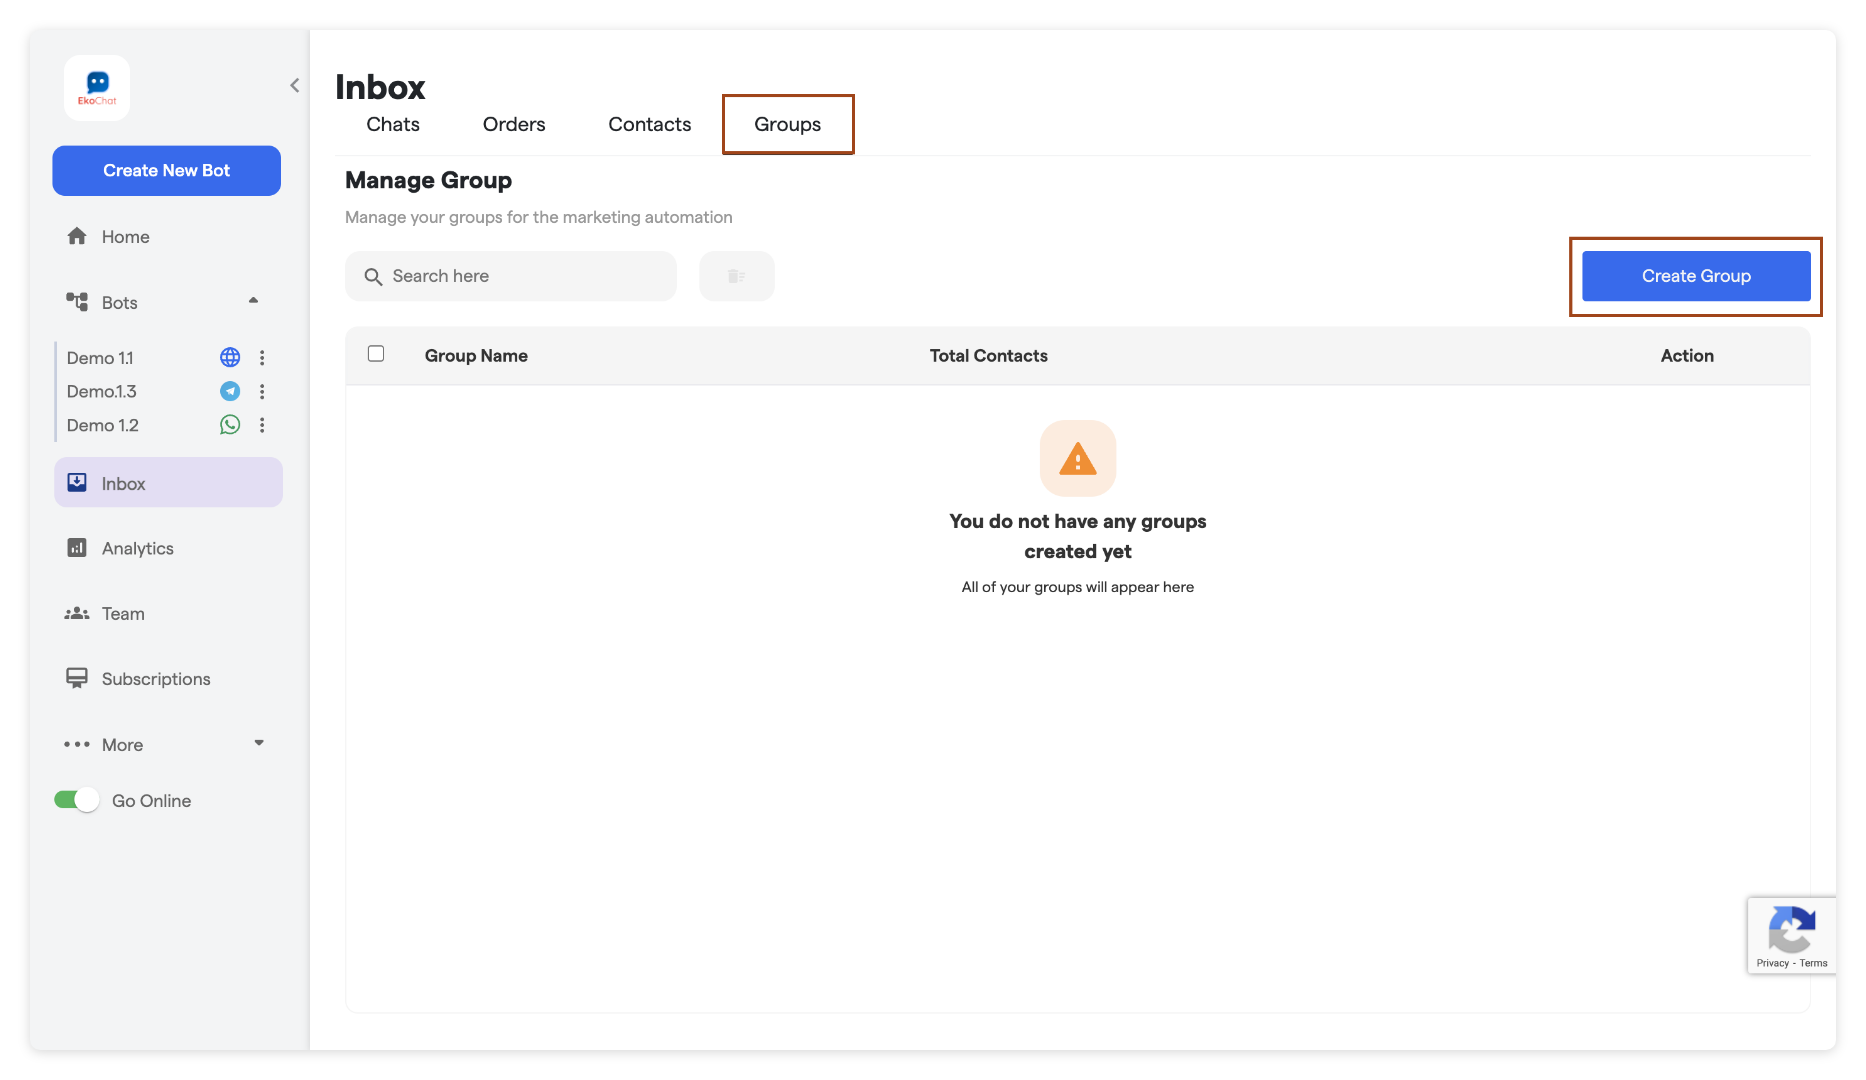 EkoChat
Create New Bot
Home
Bots
Demo 1.1
Demo.1.3
Demo 1.2
Inbox
Analytics
Team
Subscriptions
More
Go Online
Inbox
Chats Orders Contacts Groups
Manage Group
Manage your groups for the marketing automation
Search here
Create Group
Group Name Total Contacts Action
You do not have any groups
created yet
All of your groups will appear here
Privacy - Terms